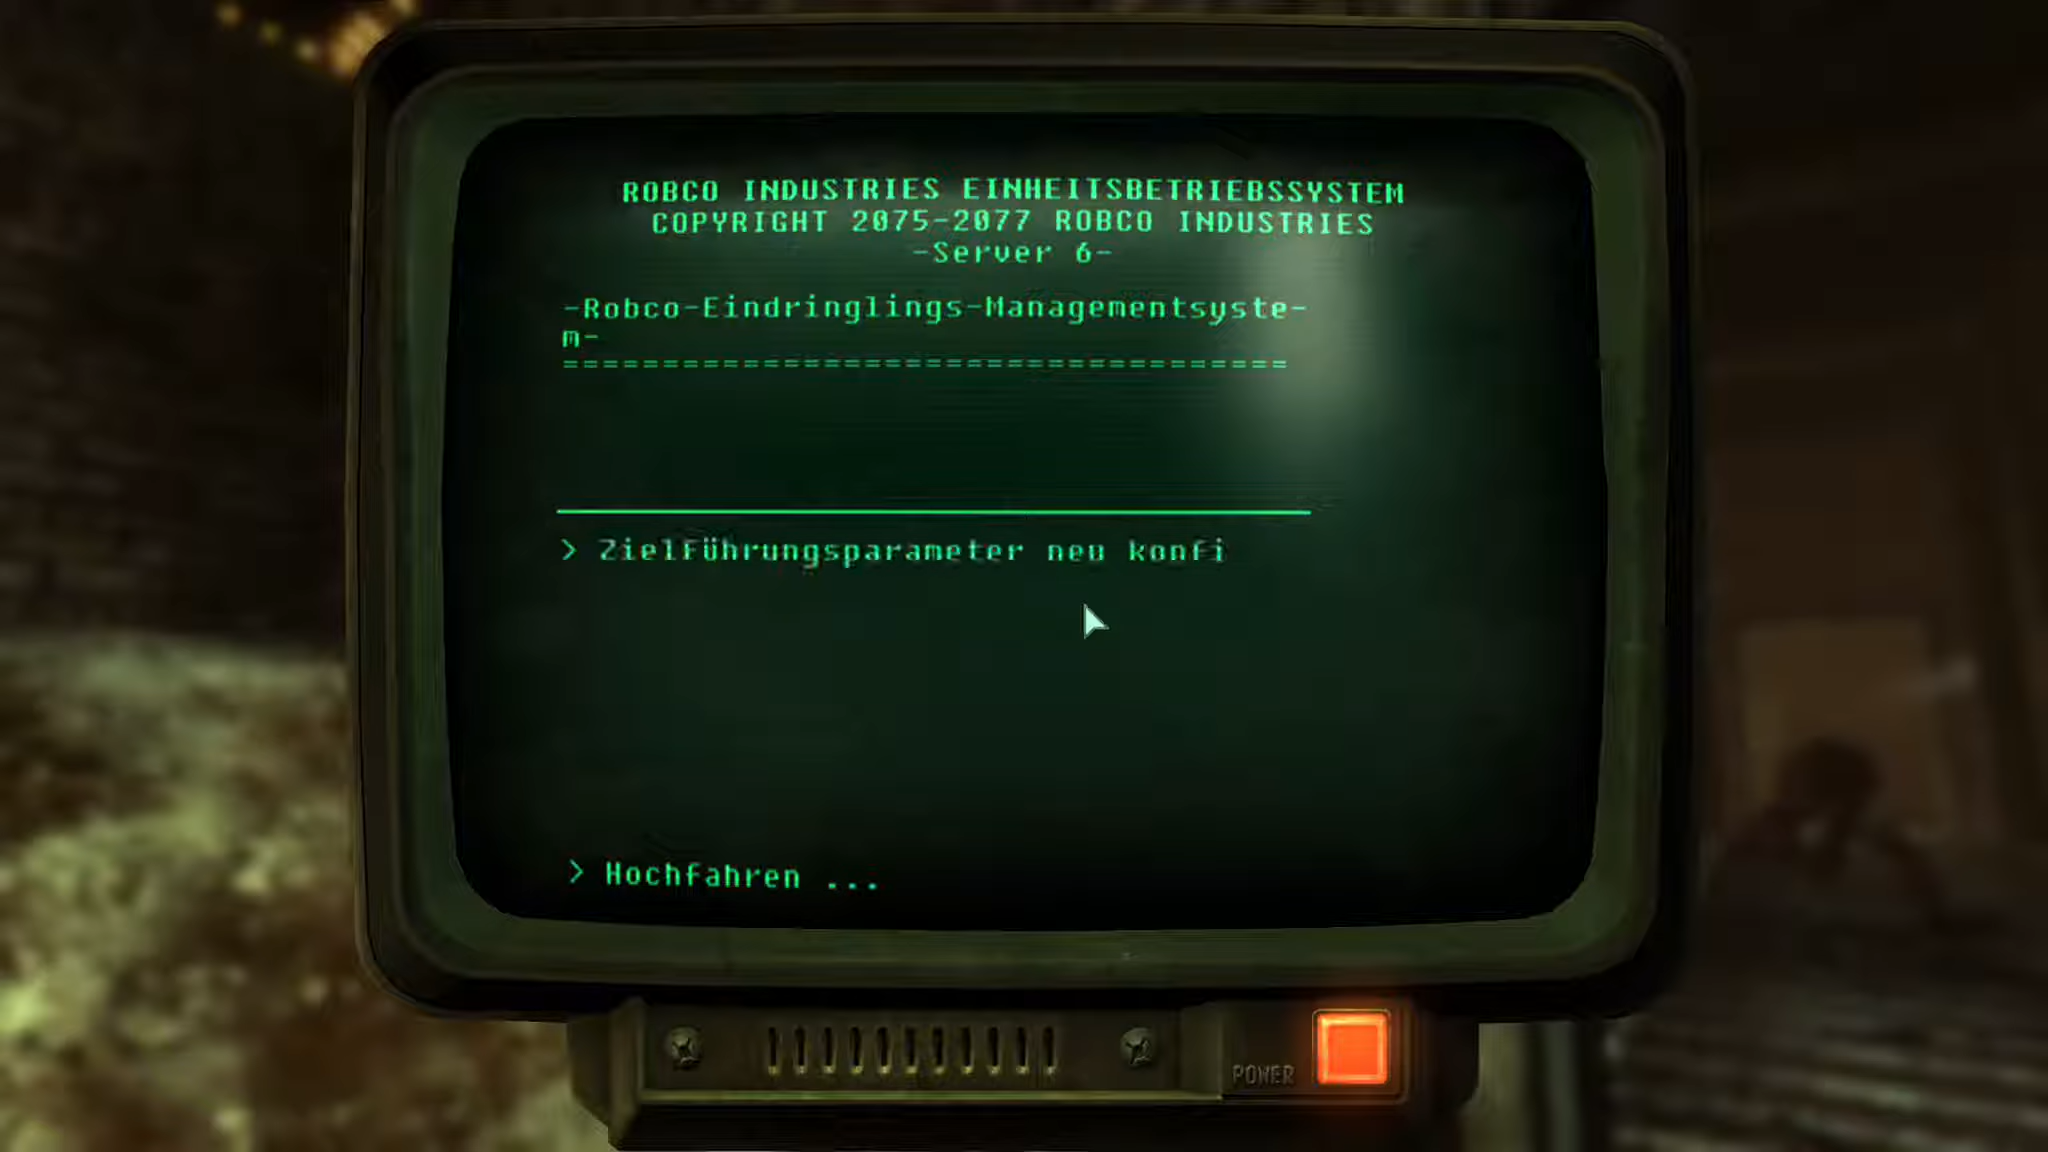 ROBCO INDUSTRIES EINHEITSBETRIEBSSYSTEM
COPYRIGHT 2075-2077 ROBCO INDUSTRIES
-Server 6-
-Robco-Eindringlings-Managementsyste-
m-
=====================================
> Zielführungsparameter neu konfi
> Hochfahren ...
POWER